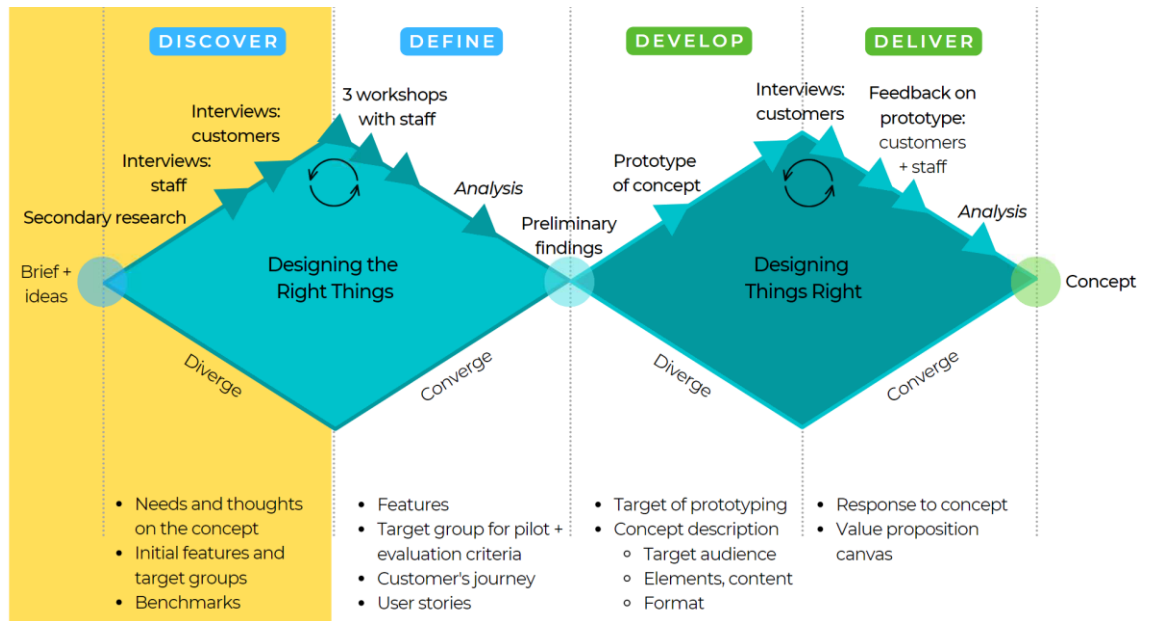 DISCOVER
DEFINE
DEVELOP
DELIVER
Secondary research
Interviews:
staff
Interviews:
customers
3 workshops
with staff
Analysis
Preliminary
findings
Prototype
of concept
Interviews:
customers
Feedback on
prototype:
customers
+ staff
Analysis
Brief +
ideas
Designing the
Right Things
Designing
Things Right
Concept
Diverge
Converge
Diverge
Converge
• Needs and thoughts
on the concept
• Initial features and
target groups
• Benchmarks
• Features
• Target group for pilot +
evaluation criteria
• Customer's journey
• User stories
• Target of prototyping
• Concept description
○ Target audience
○ Elements, content
○ Format
• Response to concept
• Value proposition
canvas